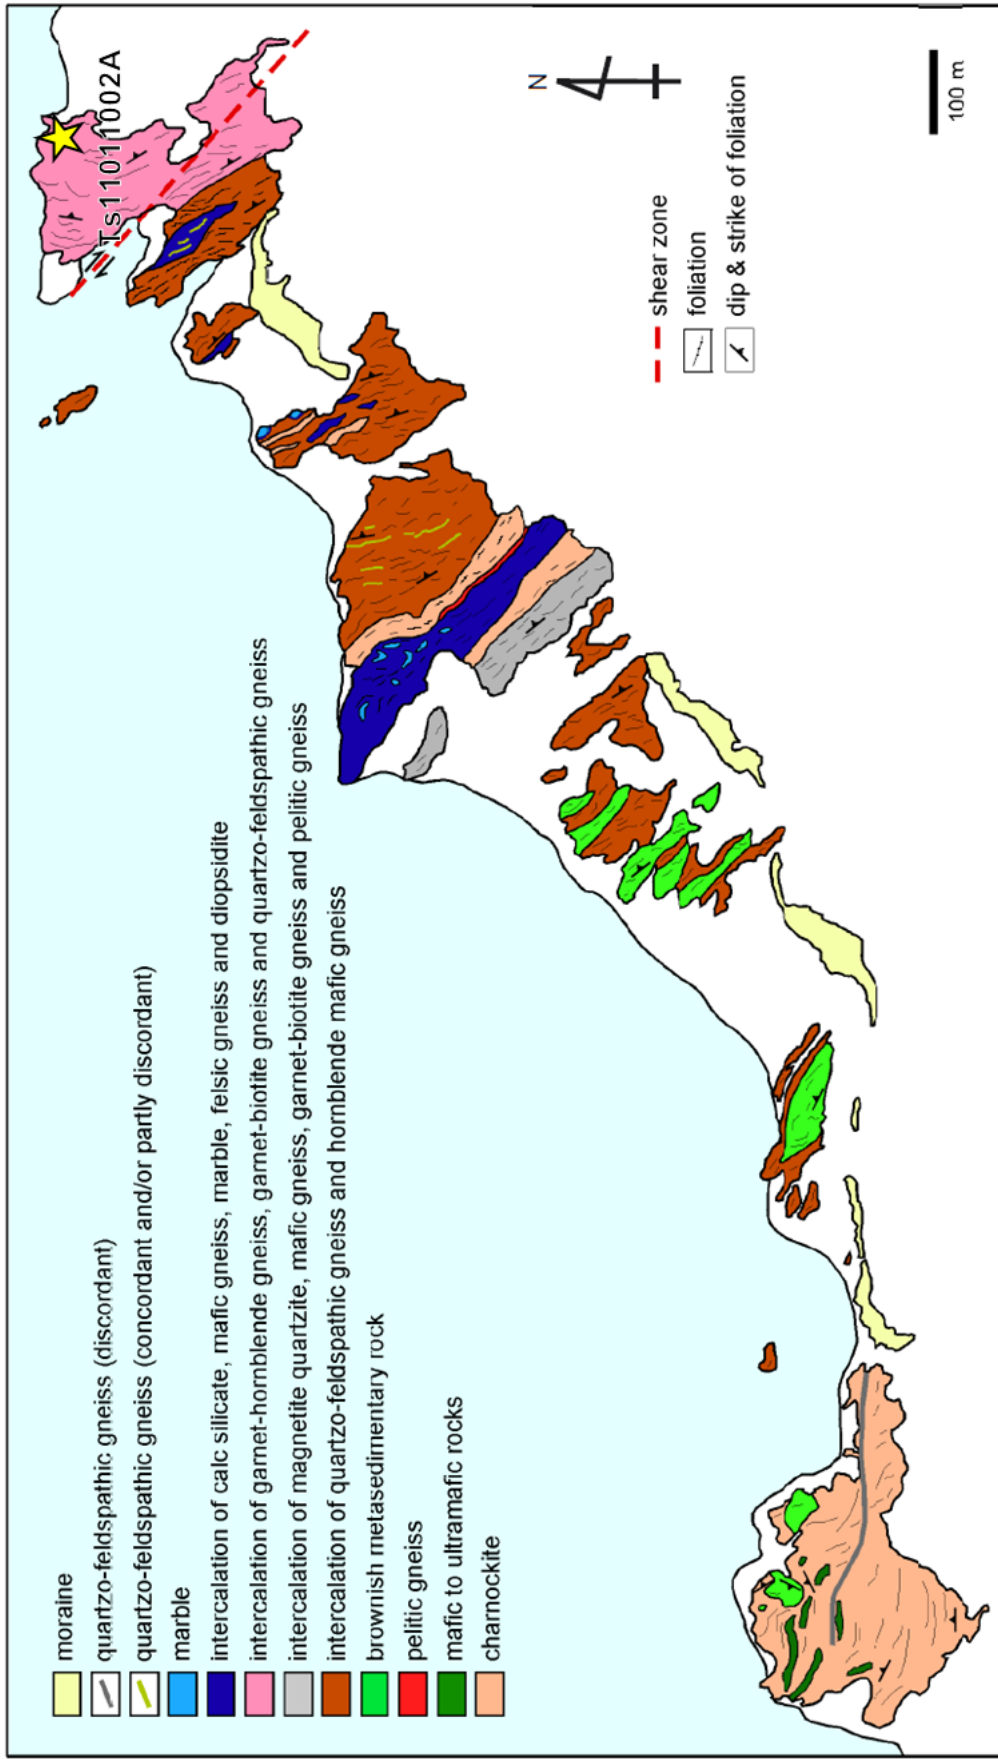 Ts11011002A
N
100 m
shear zone
foliation
dip & strike of foliation
moraine
quartzo-feldspathic gneiss (discordant)
quartzo-feldspathic gneiss (concordant and/or partly discordant)
marble
intercalation of calc silicate, mafic gneiss, marble, felsic gneiss and diopsidite
intercalation of garnet-hornblende gneiss, garnet-biotite gneiss and quartzo-feldspathic gneiss
intercalation of magnetite quartzite, mafic gneiss, garnet-biotite gneiss and pelitic gneiss
intercalation of quartzo-feldspathic gneiss and hornblende mafic gneiss
brownish metasedimentary rock
pelitic gneiss
mafic to ultramafic rocks
charnockite